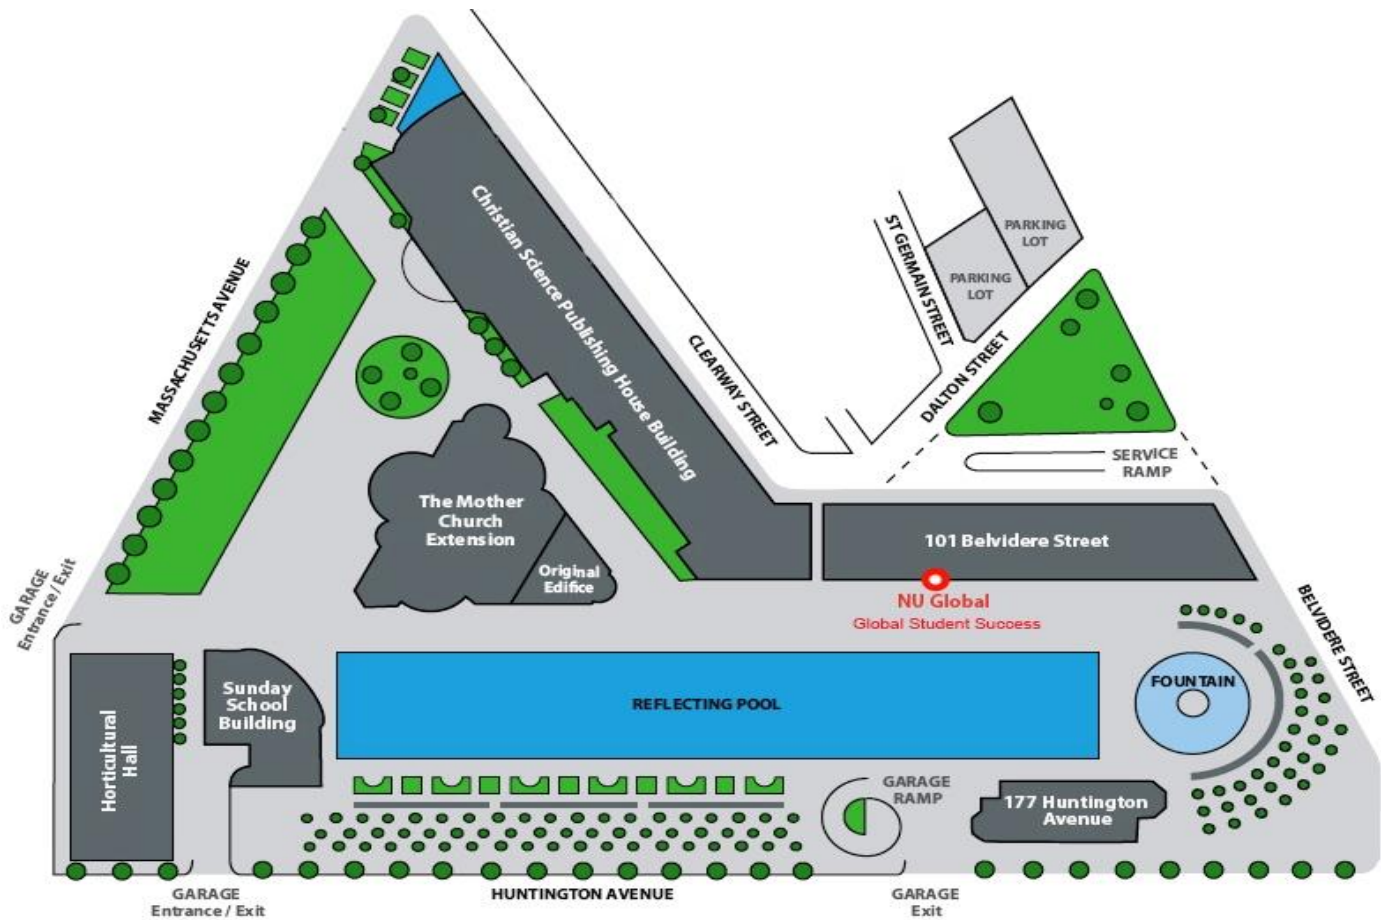 MASSACHUSETTS AVENUE
Christian Science Publishing House Building
CLEARWAY STREET
ST GERMAIN STREET
PARKING
LOT
PARKING
LOT
DALTON STREET
SERVICE
RAMP
The Mother
Church
Extension
Original
Edifice
101 Belvidere Street
NU Global
Global Student Success
BELVIDERE STREET
GARAGE
Entrance / Exit
Horticultural
Hall
Sunday
School
Building
REFLECTING POOL
FOUNTAIN
GARAGE
RAMP
177 Huntington
Avenue
GARAGE
Entrance / Exit
HUNTINGTON AVENUE
GARAGE
Exit